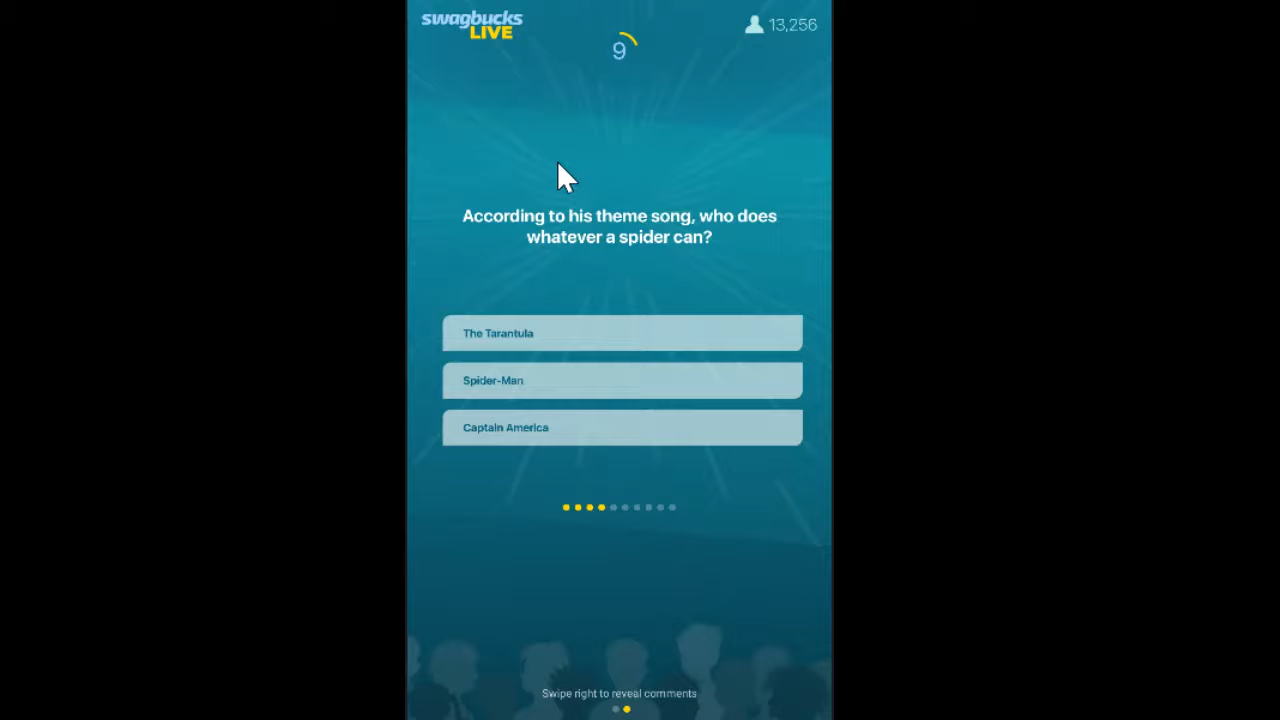 swagbucks
LIVE
13,256
9
According to his theme song, who does
whatever a spider can?
The Tarantula
Spider-Man
Captain America
Swipe right to reveal comments